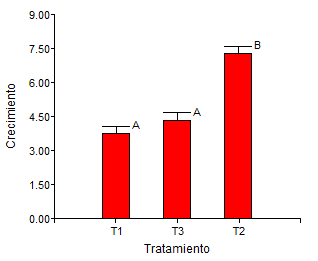 9.00
7.50
6.00
4.50
3.00
1.50
0.00
Crecimiento
A
A
B
T1 T3 T2
Tratamiento